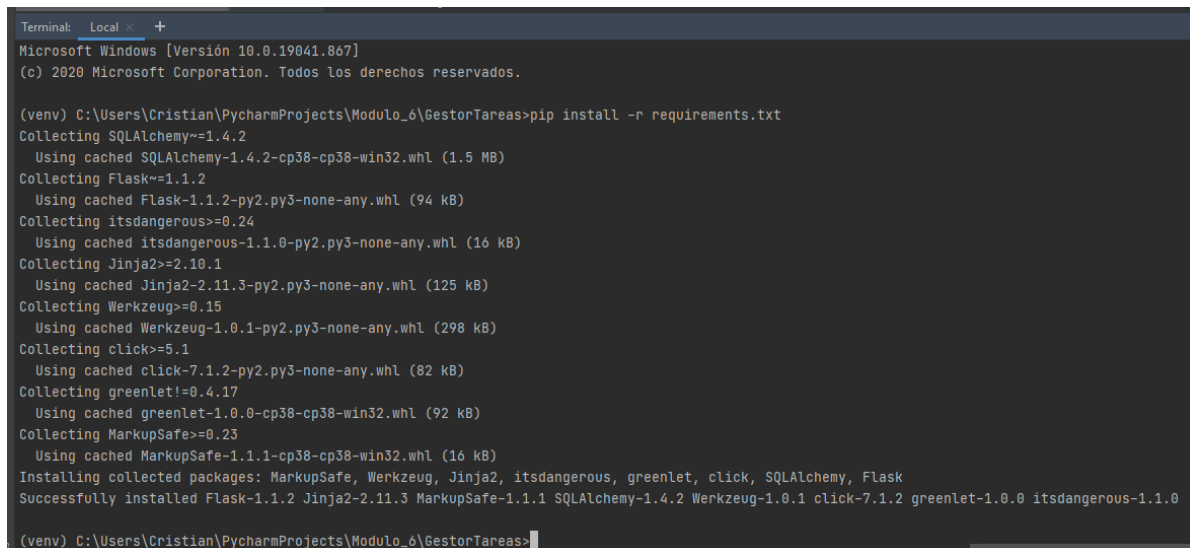 Terminal: Local × +
Microsoft Windows [Versión 10.0.19041.867]
(c) 2020 Microsoft Corporation. Todos los derechos reservados.
(venv) C:\Users\Cristian\PycharmProjects\Modulo_6\GestorTareas>pip install -r requirements.txt
Collecting SQLAlchemy~=1.4.2
  Using cached SQLAlchemy-1.4.2-cp38-cp38-win32.whl (1.5 MB)
Collecting Flask~=1.1.2
  Using cached Flask-1.1.2-py2.py3-none-any.whl (94 kB)
Collecting itsdangerous>=0.24
  Using cached itsdangerous-1.1.0-py2.py3-none-any.whl (16 kB)
Collecting Jinja2>=2.10.1
  Using cached Jinja2-2.11.3-py2.py3-none-any.whl (125 kB)
Collecting Werkzeug>=0.15
  Using cached Werkzeug-1.0.1-py2.py3-none-any.whl (298 kB)
Collecting click>=5.1
  Using cached click-7.1.2-py2.py3-none-any.whl (82 kB)
Collecting greenlet!=0.4.17
  Using cached greenlet-1.0.0-cp38-cp38-win32.whl (92 kB)
Collecting MarkupSafe>=0.23
  Using cached MarkupSafe-1.1.1-cp38-cp38-win32.whl (16 kB)
Installing collected packages: MarkupSafe, Werkzeug, Jinja2, itsdangerous, greenlet, click, SQLAlchemy, Flask
Successfully installed Flask-1.1.2 Jinja2-2.11.3 MarkupSafe-1.1.1 SQLAlchemy-1.4.2 Werkzeug-1.0.1 click-7.1.2 greenlet-1.0.0 itsdangerous-1.1.0
(venv) C:\Users\Cristian\PycharmProjects\Modulo_6\GestorTareas>